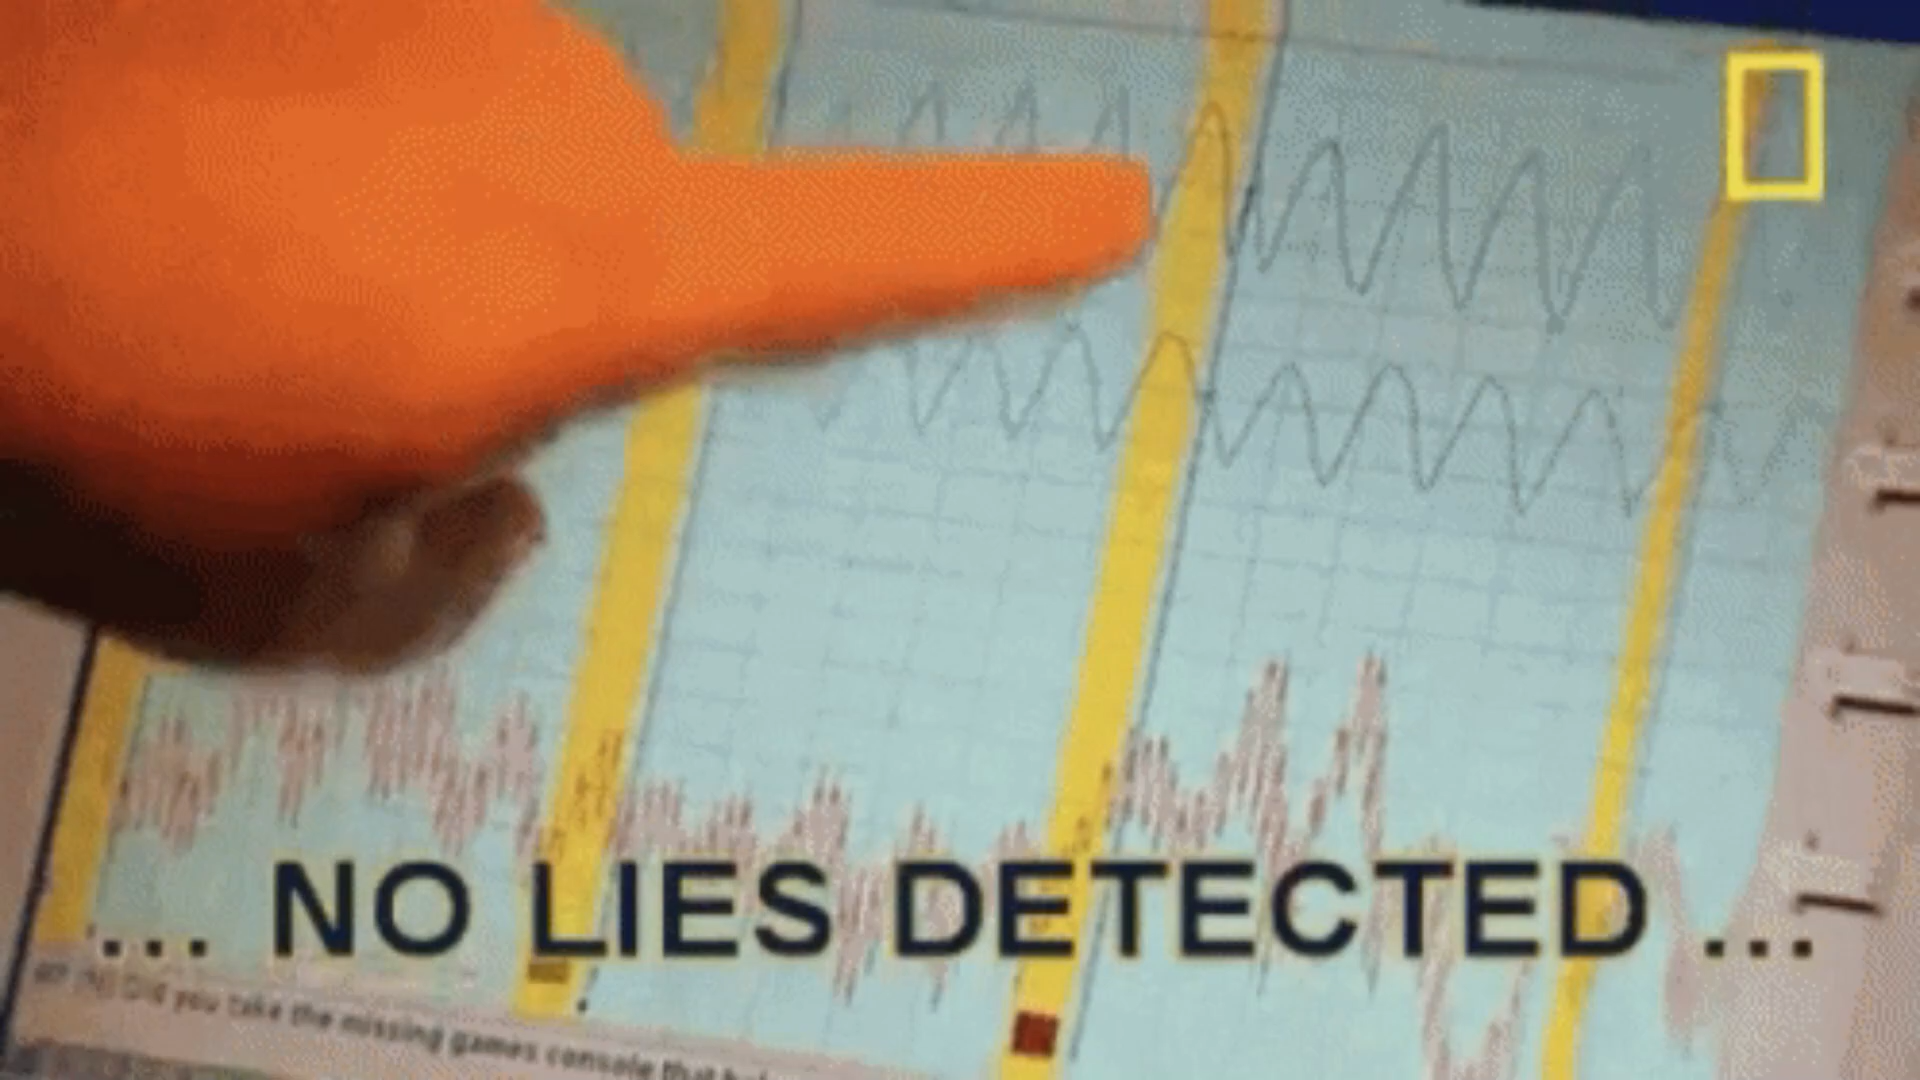 ... NO LIES DETECTED ...
Did you take the missing games console that